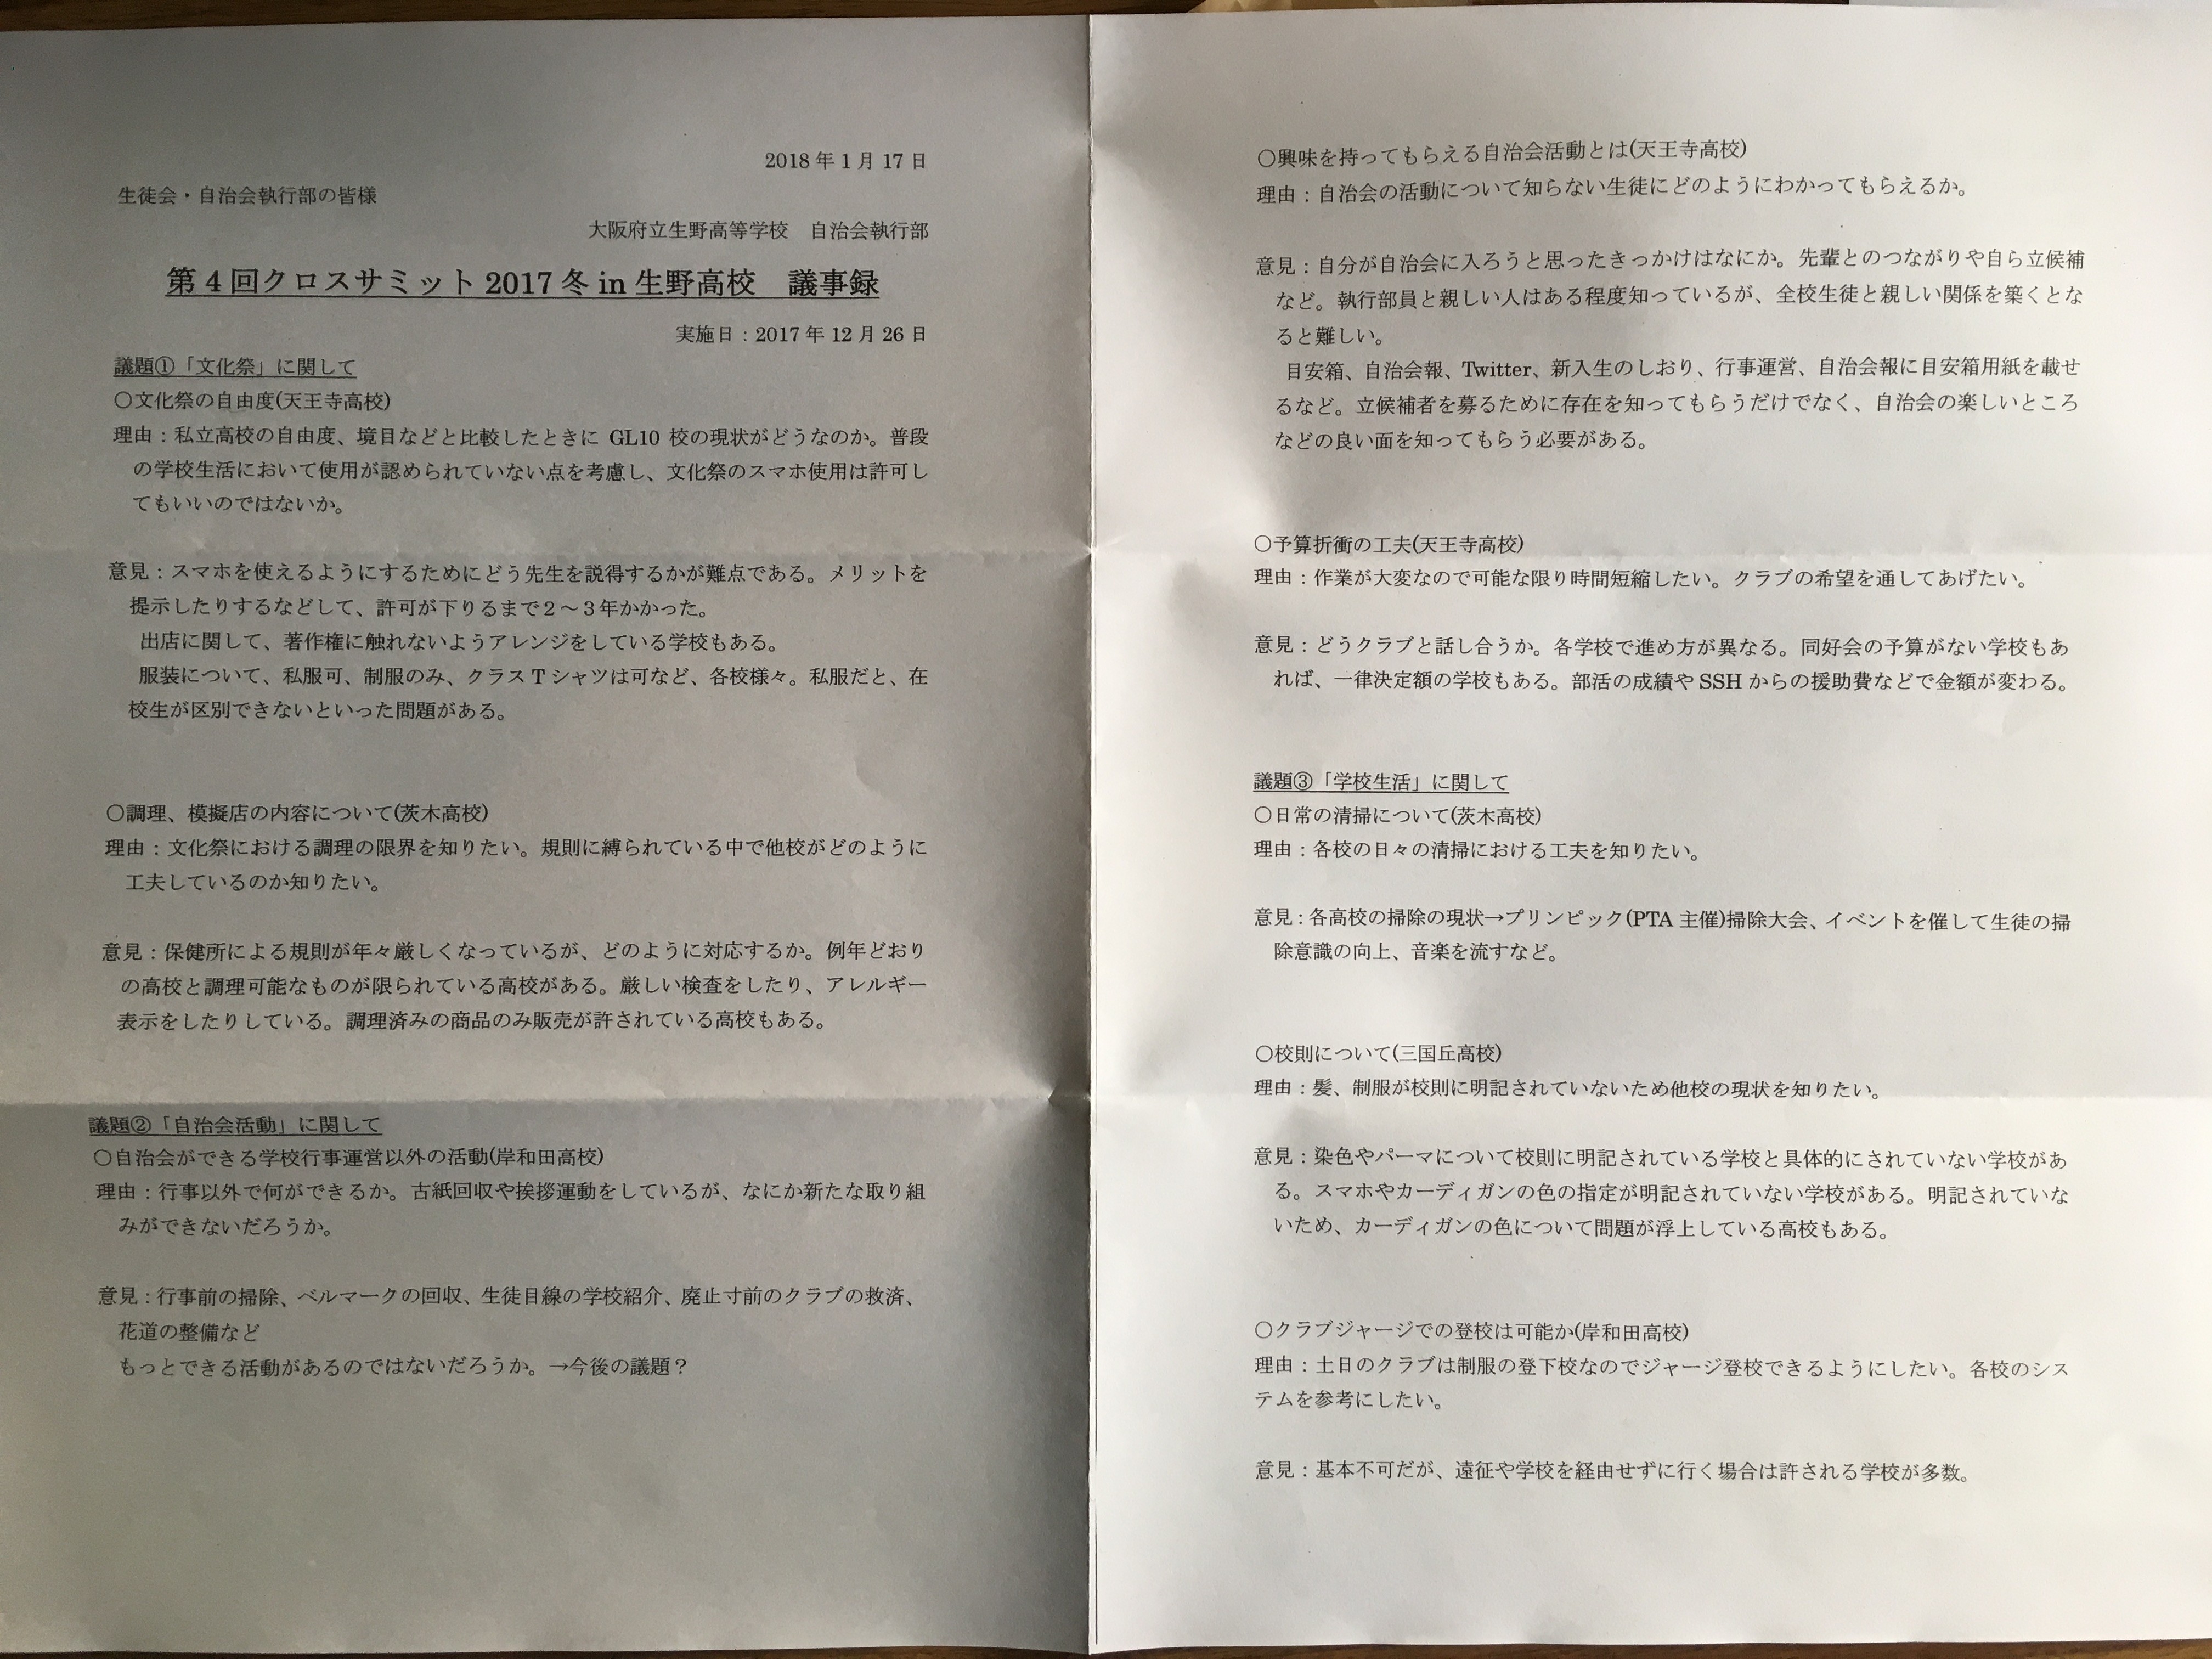 2018 年 1 月 17 日
生徒会・自治会執行部の皆様
大阪府立生野高等学校　自治会執行部
第 4 回クロスサミット 2017 冬 in 生野高校　議事録
実施日：2017 年 12 月 26 日
議題①「文化祭」に関して
〇文化祭の自由度(天王寺高校)
理由：私立高校の自由度、境目などと比較したときに GL10 校の現状がどうなのか。普段
の学校生活において使用が認められていない点を考慮し、文化祭のスマホ使用は許可し
てもいいのではないか。
意見：スマホを使えるようにするためにどう先生を説得するかが難点である。メリットを
提示したりするなどして、許可が下りるまで２～３年かかった。
出店に関して、著作権に触れないようアレンジをしている学校もある。
服装について、私服可、制服のみ、クラス T シャツは可など、各校様々。私服だと、在
校生が区別できないといった問題がある。
〇調理、模擬店の内容について(茨木高校)
理由：文化祭における調理の限界を知りたい。規則に縛られている中で他校がどのように
工夫しているのか知りたい。
意見：保健所による規則が年々厳しくなっているが、どのように対応するか。例年どおり
の高校と調理可能なものが限られている高校がある。厳しい検査をしたり、アレルギー
表示をしたりしている。調理済みの商品のみ販売が許されている高校もある。
議題②「自治会活動」に関して
〇自治会ができる学校行事運営以外の活動(岸和田高校)
理由：行事以外で何ができるか。古紙回収や挨拶運動をしているが、なにか新たな取り組
みができないだろうか。
意見：行事前の掃除、ベルマークの回収、生徒目線の学校紹介、廃止寸前のクラブの救済、
花道の整備など
もっとできる活動があるのではないだろうか。→今後の議題？
〇興味を持ってもらえる自治会活動とは(天王寺高校)
理由：自治会の活動について知らない生徒にどのようにわかってもらえるか。
意見：自分が自治会に入ろうと思ったきっかけはなにか。先輩とのつながりや自ら立候補
など。執行部員と親しい人はある程度知っているが、全校生徒と親しい関係を築くとな
ると難しい。
目安箱、自治会報、Twitter、新入生のしおり、行事運営、自治会報に目安箱用紙を載せ
るなど。立候補者を募るために存在を知ってもらうだけでなく、自治会の楽しいところ
などの良い面を知ってもらう必要がある。
〇予算折衝の工夫(天王寺高校)
理由：作業が大変なので可能な限り時間短縮したい。クラブの希望を通してあげたい。
意見：どうクラブと話し合うか。各学校で進め方が異なる。同好会の予算がない学校もあ
れば、一律決定額の学校もある。部活の成績や SSH からの援助費などで金額が変わる。
議題③「学校生活」に関して
〇日常の清掃について(茨木高校)
理由：各校の日々の清掃における工夫を知りたい。
意見：各高校の掃除の現状→プリンピック(PTA 主催)掃除大会、イベントを催して生徒の掃
除意識の向上、音楽を流すなど。
〇校則について(三国丘高校)
理由：髪、制服が校則に明記されていないため他校の現状を知りたい。
意見：染色やパーマについて校則に明記されている学校と具体的にされていない学校があ
る。スマホやカーディガンの色の指定が明記されていない学校がある。明記されていな
いため、カーディガンの色について問題が浮上している高校もある。
〇クラブジャージでの登校は可能か(岸和田高校)
理由：土日のクラブは制服の登下校なのでジャージ登校できるようにしたい。各校のシス
テムを参考にしたい。
意見：基本不可だが、遠征や学校を経由せずに行く場合は許される学校が多数。